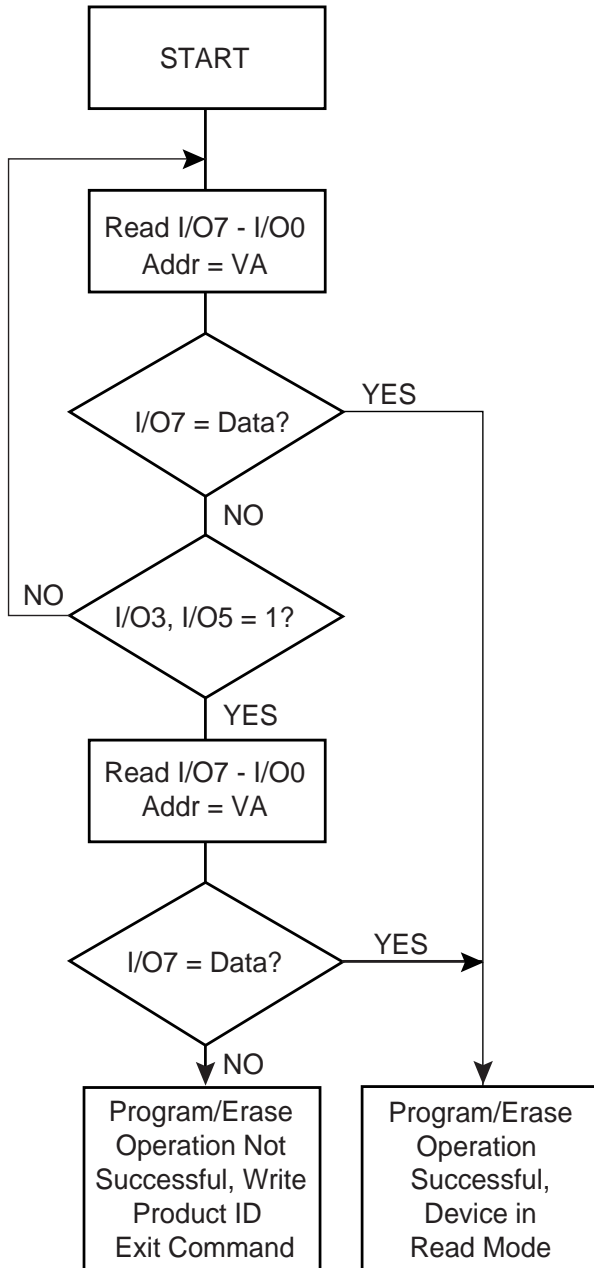 START
Read I/O7 - I/O0
Addr = VA
I/O7 = Data?
YES
NO
NO
I/O3, I/O5 = 1?
YES
Read I/O7 - I/O0
Addr = VA
I/O7 = Data?
YES
NO
Program/Erase
Operation Not
Successful, Write
Product ID
Exit Command
Program/Erase
Operation
Successful,
Device in
Read Mode